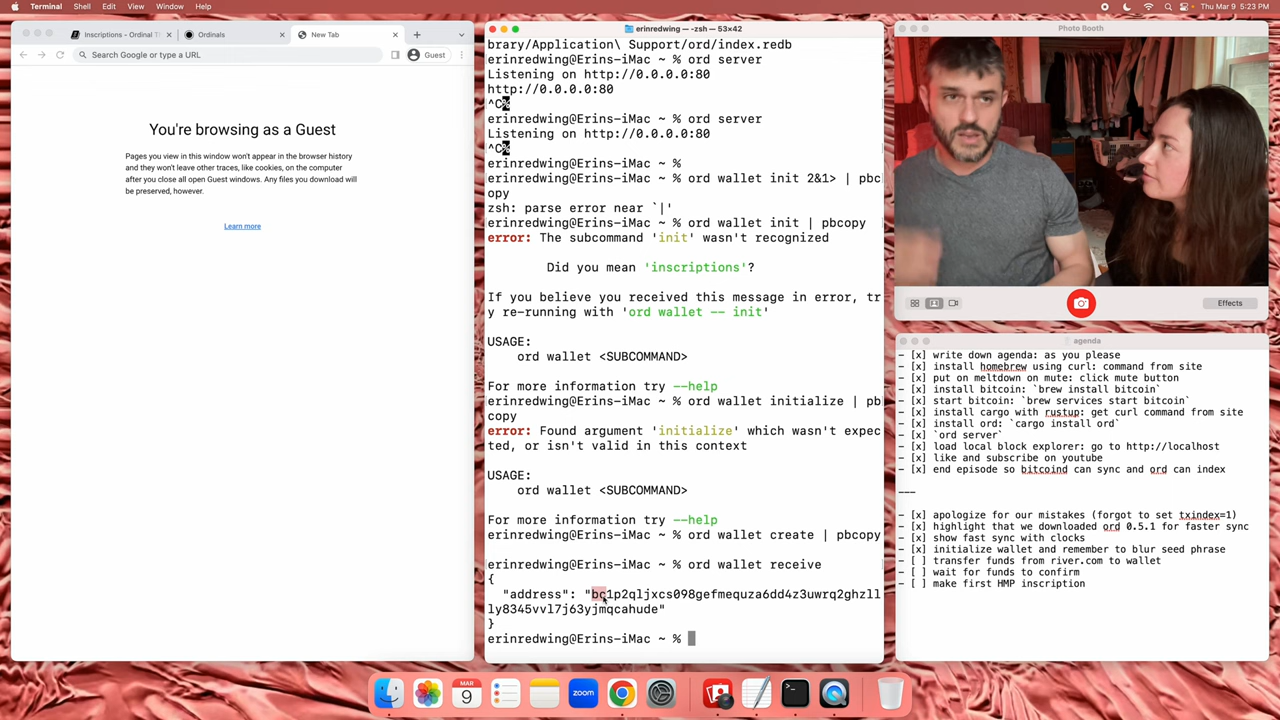 Terminal Shell Edit View Window Help
Thu Mar 9 5:23 PM
Ordinals
New Tab
Search Google or type a URL
Guest
You're browsing as a Guest
Pages you view in this window won't appear in the browser history
and they won't leave other traces, like cookies, on the computer
after you close all open Guest windows. Any files you download will
be preserved, however.
Learn more
erinredwing — -zsh — 53×42
brary/Application\ Support/ord/index.redb
erinredwing@Erins-iMac ~ % ord server
Listening on http://0.0.0.0:80
http://0.0.0.0:80
^C%
erinredwing@Erins-iMac ~ % ord server
Listening on http://0.0.0.0:80
^C%
erinredwing@Erins-iMac ~ %
erinredwing@Erins-iMac ~ % ord wallet init 2&1> | pbc
opy
zsh: parse error near `|'
erinredwing@Erins-iMac ~ % ord wallet init | pbcopy
error: The subcommand 'init' wasn't recognized
Did you mean 'inscriptions'?
If you believe you received this message in error, tr
y re-running with 'ord wallet -- init'
USAGE:
ord wallet <SUBCOMMAND>
For more information try --help
erinredwing@Erins-iMac ~ % ord wallet initialize | pb
copy
error: Found argument 'initialize' which wasn't expec
ted, or isn't valid in this context
USAGE:
ord wallet <SUBCOMMAND>
For more information try --help
erinredwing@Erins-iMac ~ % ord wallet create | pbcopy
erinredwing@Erins-iMac ~ % ord wallet receive
{
"address": "bc1p2qljxcs098gefmequza6dd4z3uwrq2ghzll
ly8345vvl7j63yjmqcahude"
}
erinredwing@Erins-iMac ~ %
Photo Booth
Effects
agenda
- [x] write down agenda: as you please
- [x] install homebrew using curl: command from site
- [x] put on meltdown on mute: click mute button
- [x] install bitcoin: `brew install bitcoin`
- [x] start bitcoin: `brew services start bitcoin`
- [x] install cargo with rustup: get curl command from site
- [x] install ord: `cargo install ord`
- [x] `ord server`
- [x] load local block explorer: go to http://localhost
- [x] like and subscribe on youtube
- [x] end episode so bitcoind can sync and ord can index
---
- [x] apologize for our mistakes (forgot to set txindex=1)
- [x] highlight that we downloaded ord 0.5.1 for faster sync
- [x] show fast sync with clocks
- [x] initialize wallet and remember to blur seed phrase
- [ ] transfer funds from river.com to wallet
- [ ] wait for funds to confirm
- [ ] make first HMP inscription
MAR
9
zoom